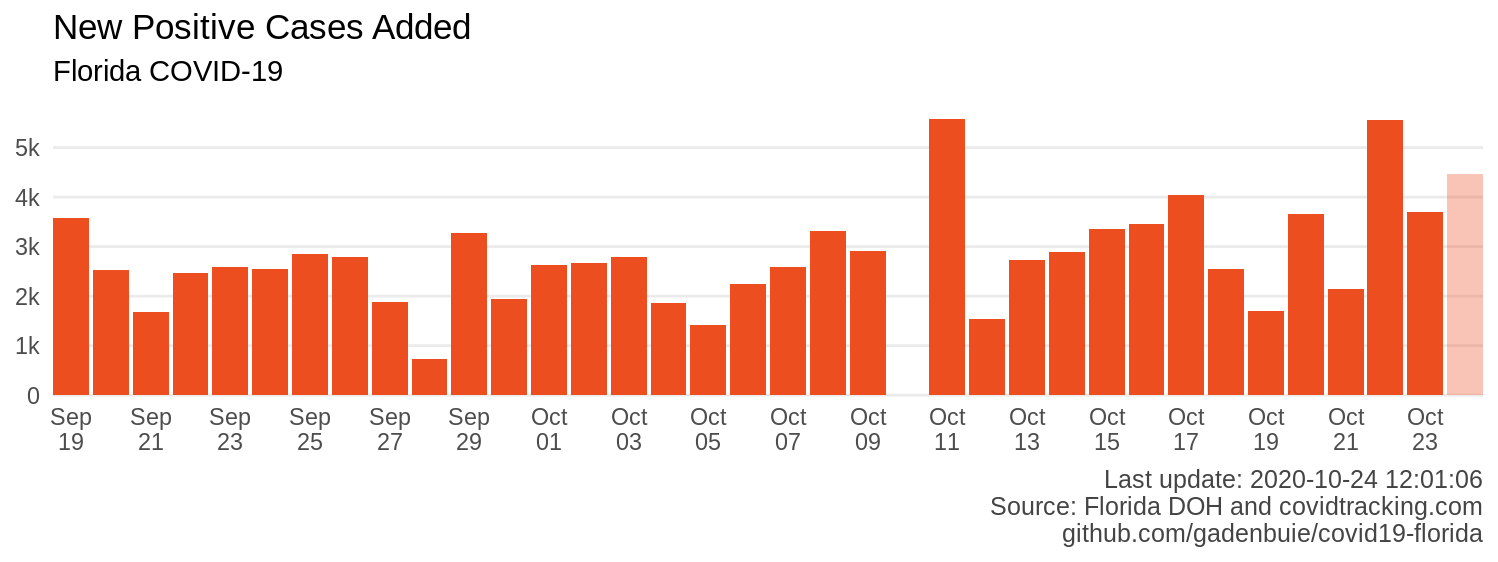 New Positive Cases Added
Florida COVID-19
5k
4k
3k
2k
1k
0
Sep Sep Sep Sep Sep Sep Oct Oct Oct Oct Oct Oct Oct Oct Oct Oct Oct Oct
19 21 23 25 27 29 01 03 05 07 09 11 13 15 17 19 21 23
Last update: 2020-10-24 12:01:06
Source: Florida DOH and covidtracking.com
github.com/gadenbuie/covid19-florida